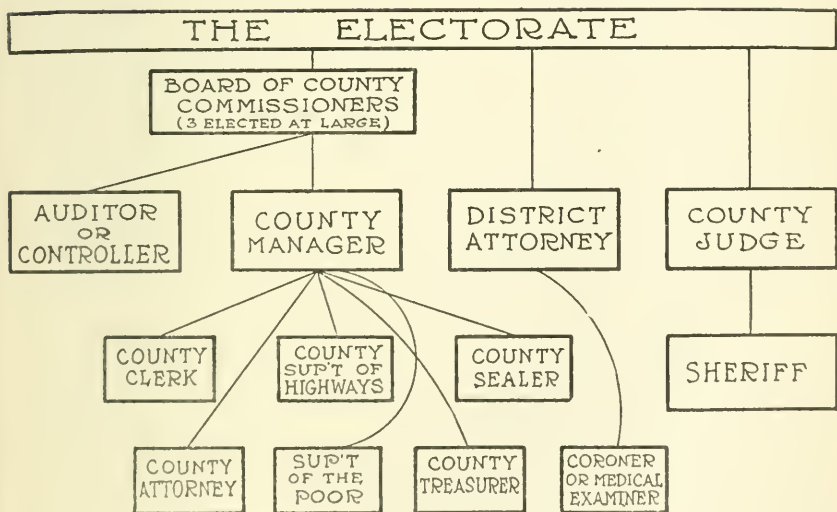 THE ELECTORATE
BOARD OF COUNTY
COMMISSIONERS
(3 ELECTED AT LARGE)
AUDITOR
OR
CONTROLLER
COUNTY
MANAGER
DISTRICT
ATTORNEY
COUNTY
JUDGE
COUNTY
CLERK
COUNTY
SUP'T OF
HIGHWAYS
COUNTY
SEALER
SHERIFF
COUNTY
ATTORNEY
SUP'T
OF THE
POOR
COUNTY
TREASURER
CORONER
OR MEDICAL
EXAMINER